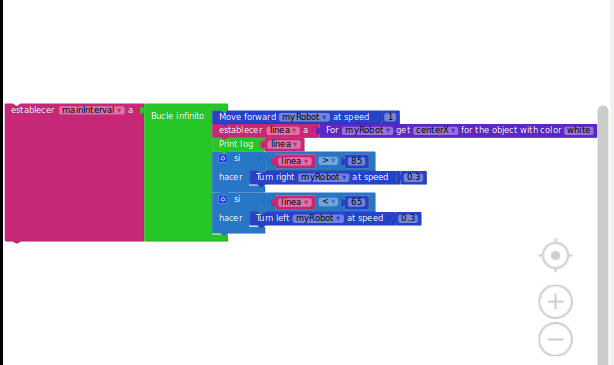 establecer mainInterval a Bucle infinito
Move forward myRobot at speed 1
establecer linea a For myRobot get centerX for the object with color white
Print log linea
si linea > 85
hacer Turn right myRobot at speed 0.3
si linea < 65
hacer Turn left myRobot at speed 0.3